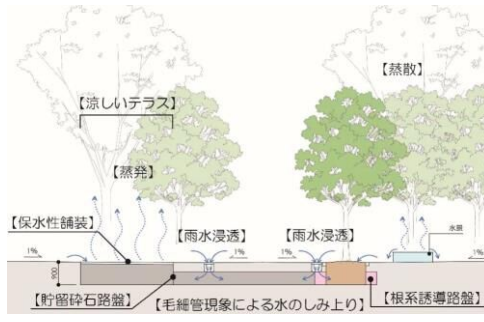 【蒸散】
【涼しいテラス】
【蒸発】
【保水性舗装】
【雨水浸透】
【雨水浸透】
水景
1%
1%
1%
1%
900
【貯留砕石路盤】
【毛細管現象による水のしみ上り】
【根系誘導路盤】